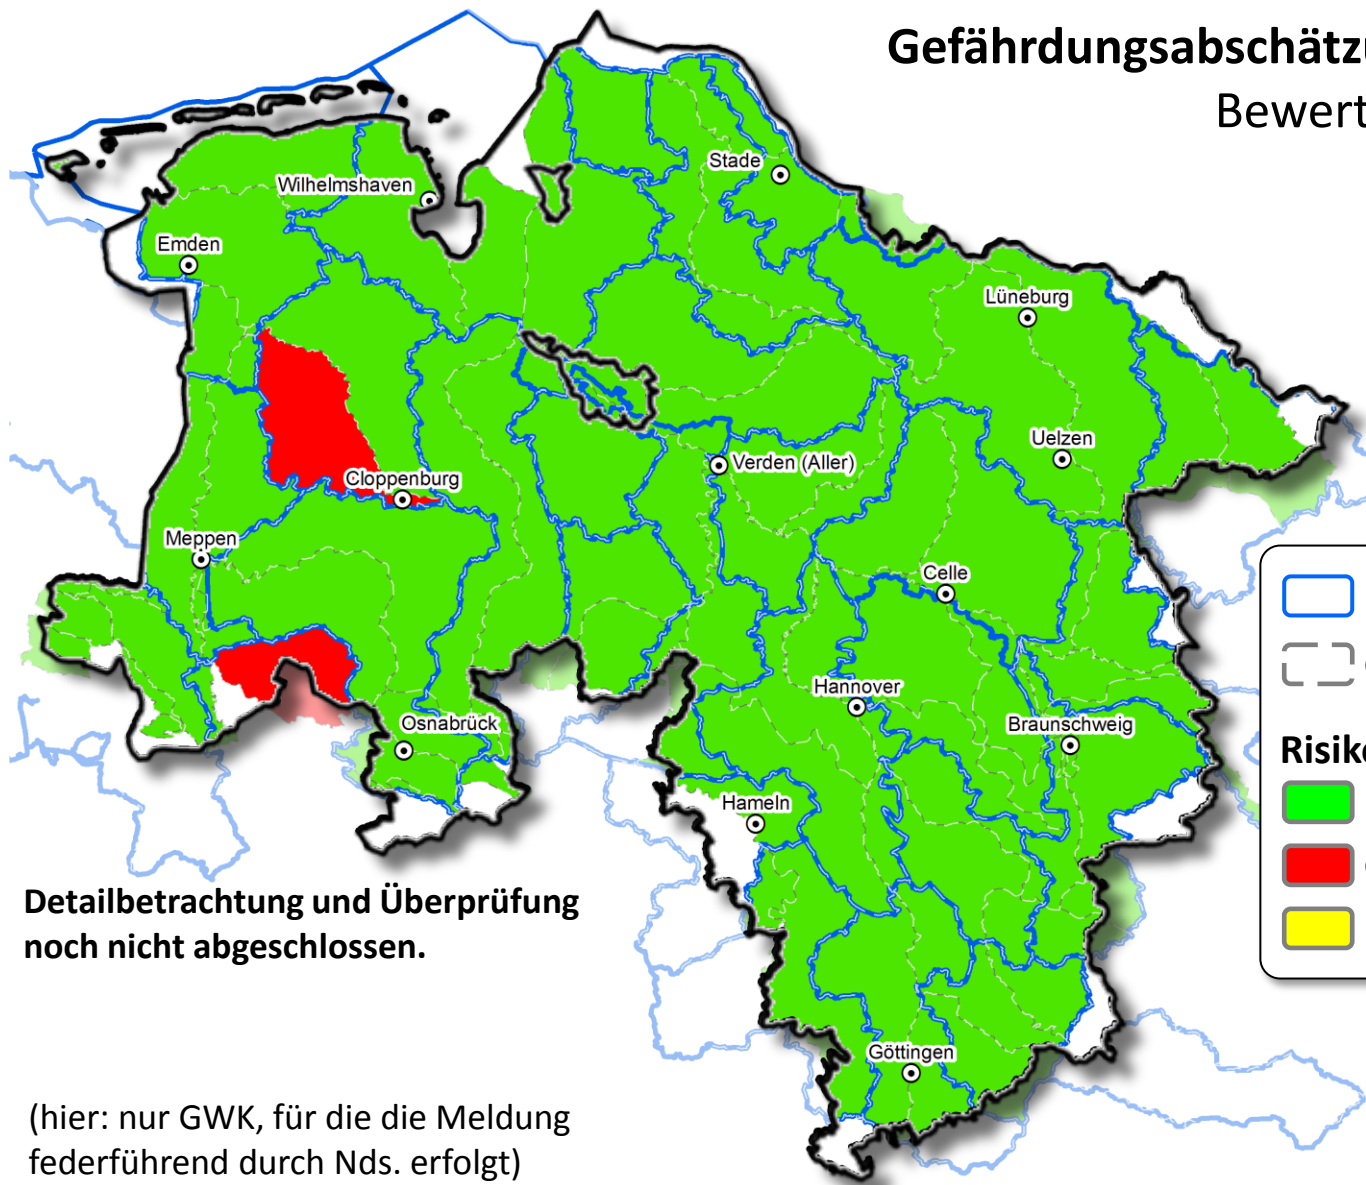 Gefährdungsabschätzu
Bewert
Stade
Wilhelmshaven
Emden
Lüneburg
Uelzen
Verden (Aller)
Cloppenburg
Meppen
Celle
Hannover
Osnabrück
Braunschweig
Risik
Hameln
Detailbetrachtung und Überprüfung
noch nicht abgeschlossen.
Göttingen
(hier: nur GWK, für die die Meldung
federführend durch Nds. erfolgt)